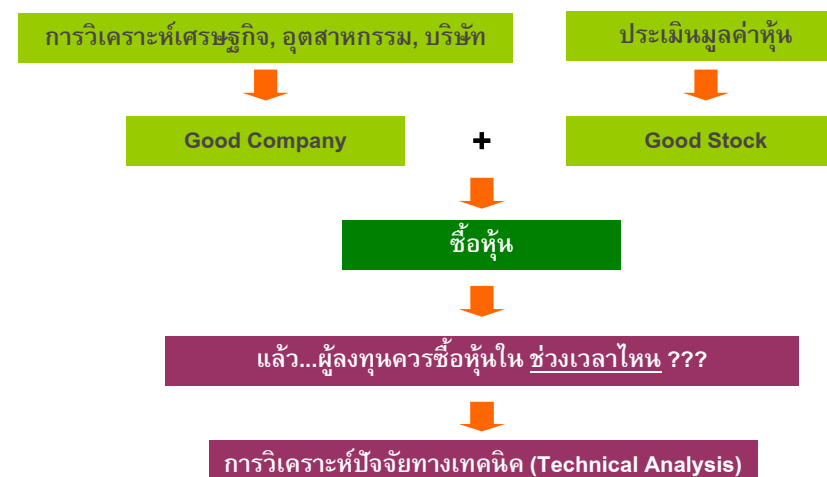 การวิเคราะห์เศรษฐกิจ, อุตสาหกรรม, บริษัท
ประเมินมูลค่าหุ้น
Good Company
+
Good Stock
ซื้อหุ้น
แล้ว...ผู้ลงทุนควรซื้อหุ้นใน ช่วงเวลาไหน ???
การวิเคราะห์ปัจจัยทางเทคนิค (Technical Analysis)